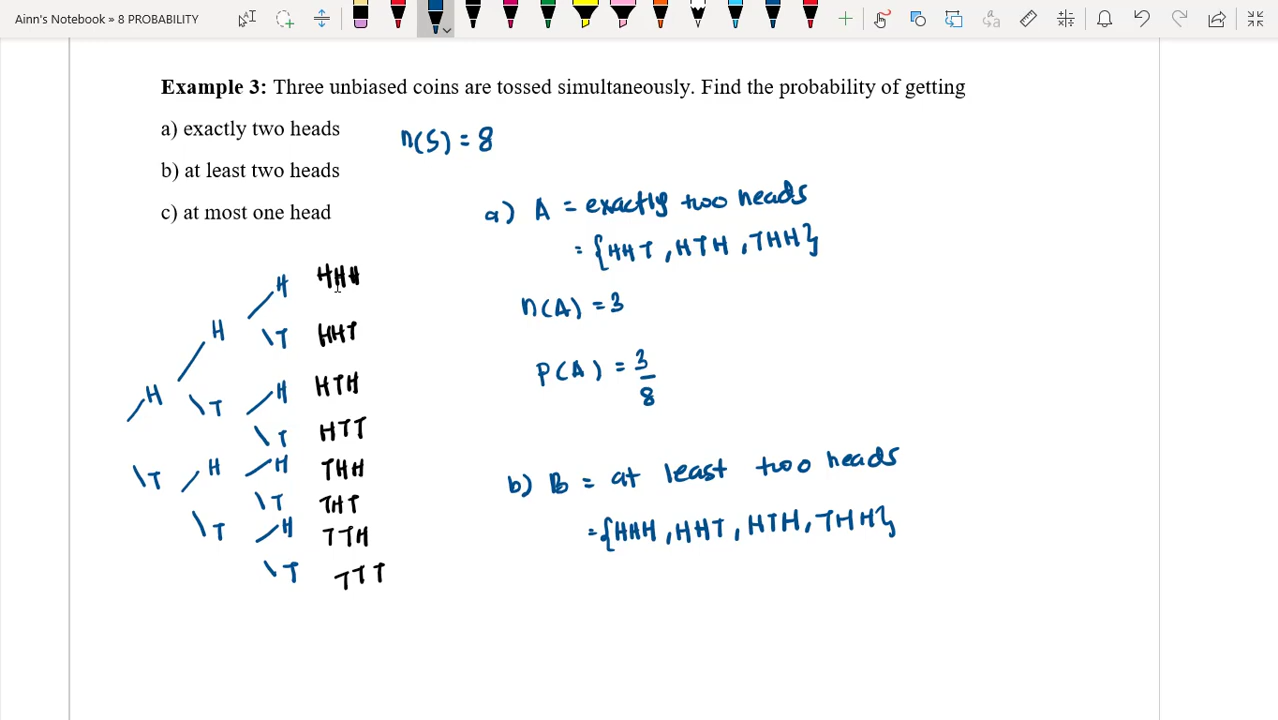 Ainn's Notebook » 8 PROBABILITY
Example 3: Three unbiased coins are tossed simultaneously. Find the probability of getting
a) exactly two heads
b) at least two heads
c) at most one head
n(S) = 8
a) A = exactly two heads
= {HHT, HTH, THH}
n(A) = 3
P(A) = 3
8
b) B = at least two heads
= {HHH, HHT, HTH, THH}
H HHH
H
T HHT
H
H HTH
T
T HTT
H H THH
T
T THT
T H TTH
T TTT